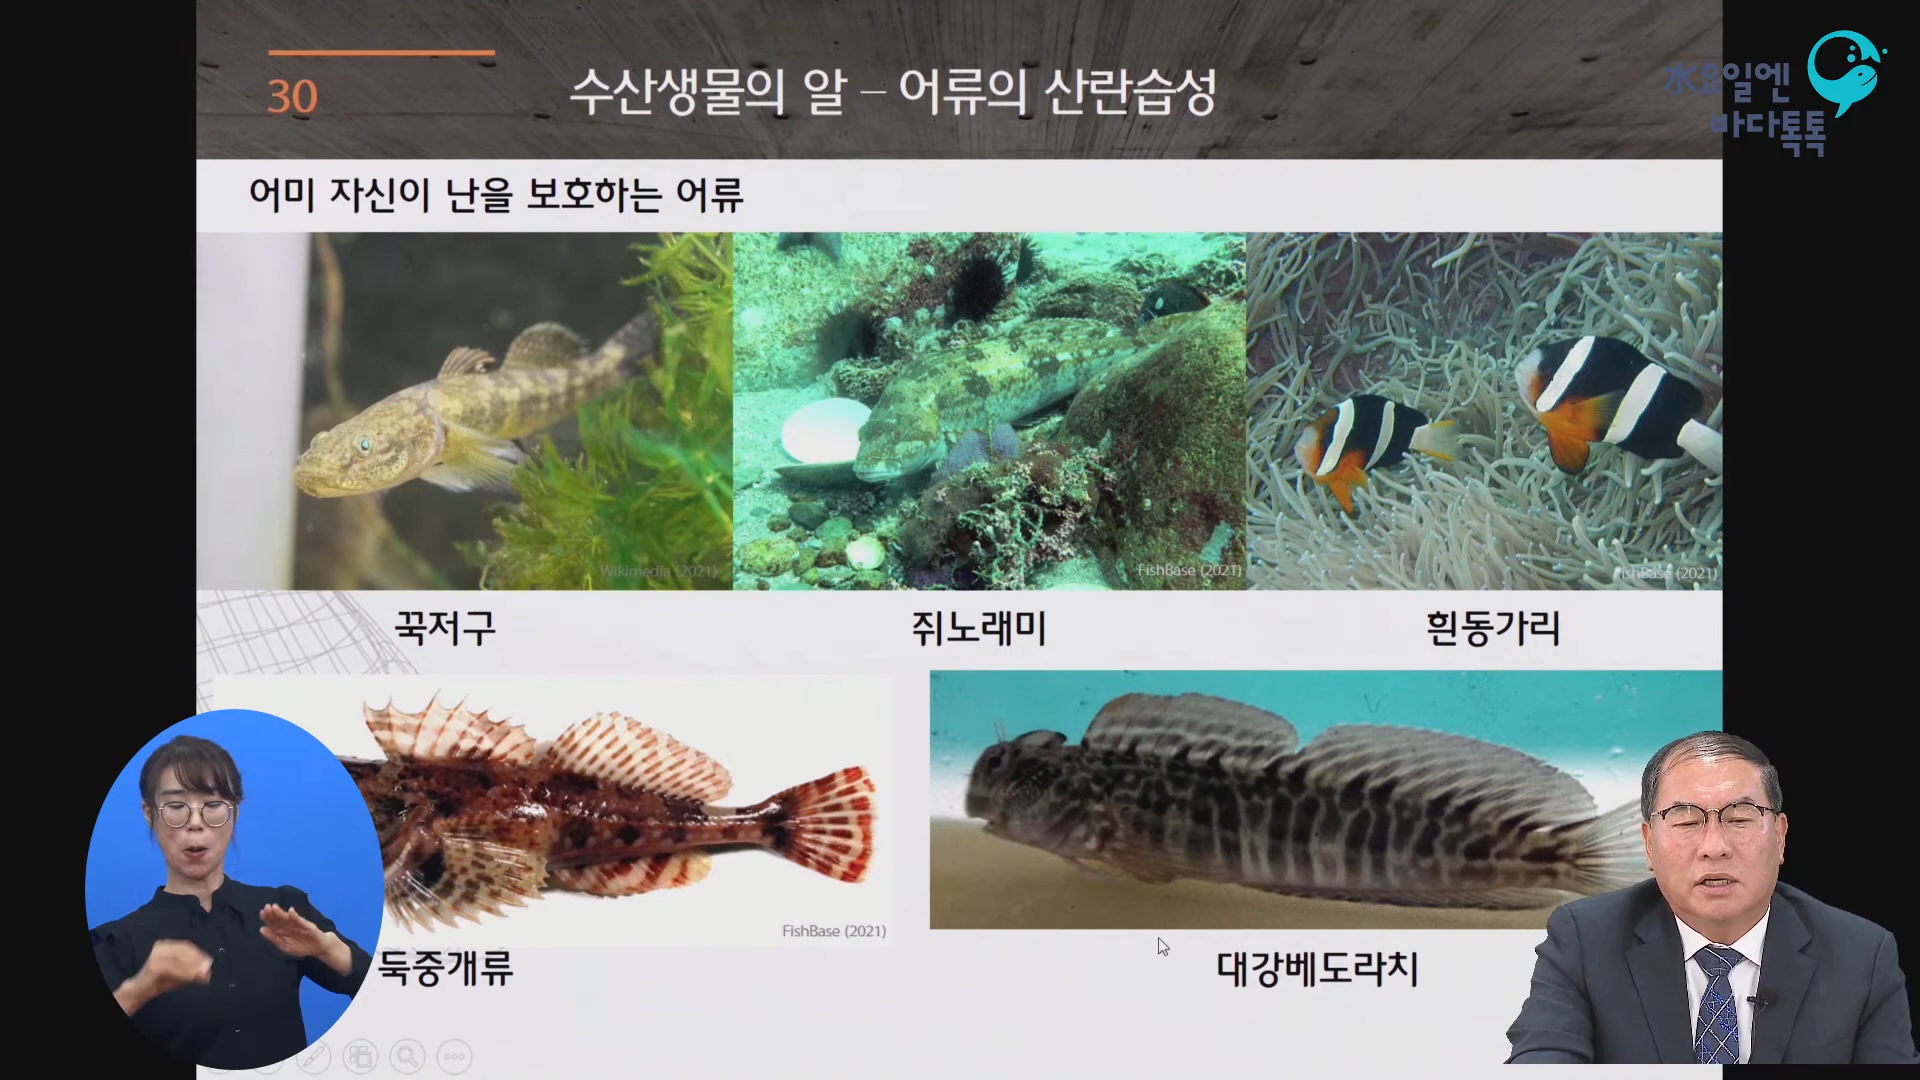 30
수산생물의 알 – 어류의 산란습성
水요일엔
바다톡톡
어미 자신이 난을 보호하는 어류
Wikimedia (2021)
FishBase (2021)
FishBase (2021)
꾹저구
쥐노래미
흰동가리
FishBase (2021)
둑중개류
대강베도라치